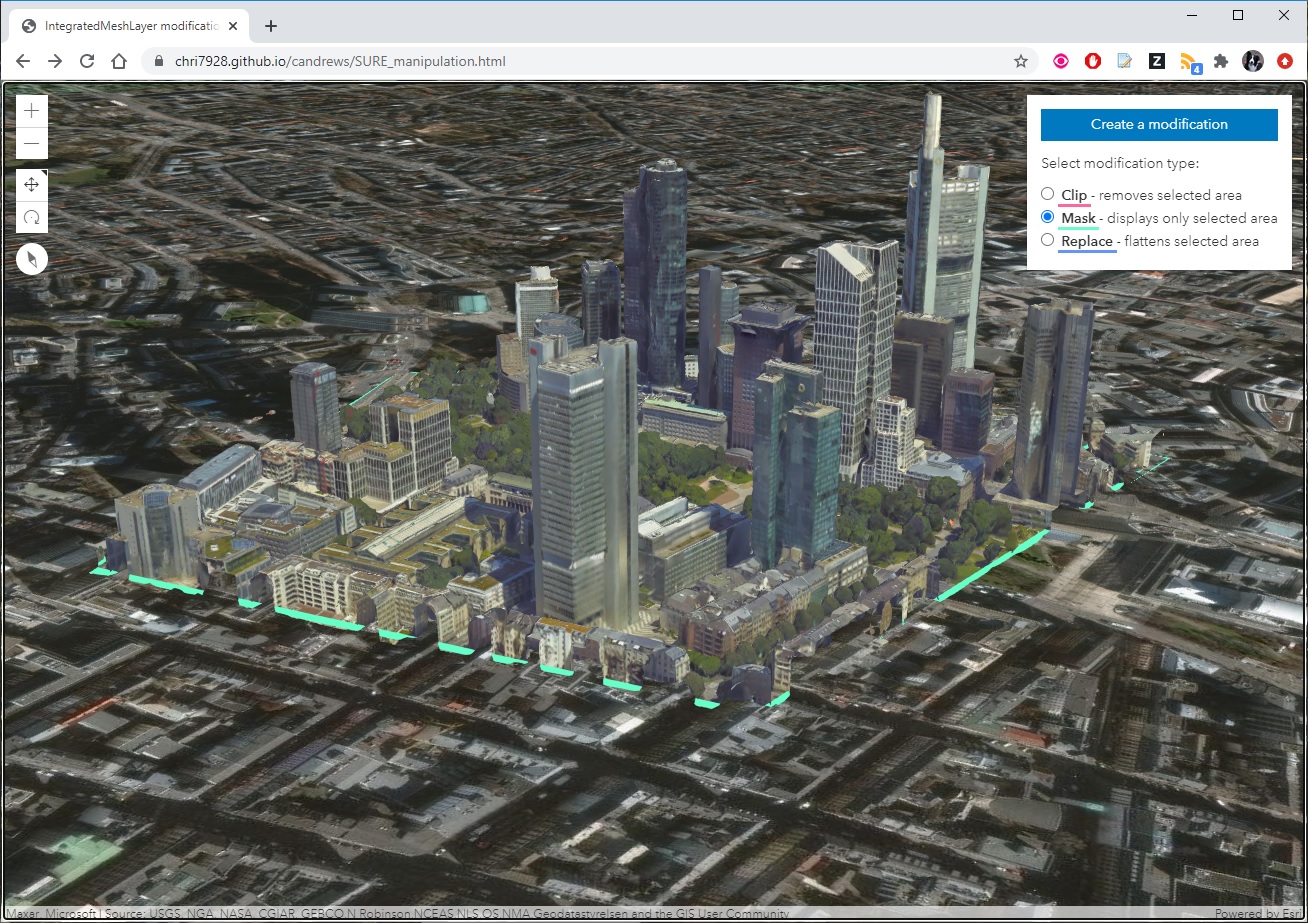 IntegratedMeshLayer modificatio
chri7928.github.io/candrews/SURE_manipulation.html
Z
4
Create a modification
Select modification type:
Clip - removes selected area
Mask - displays only selected area
Replace - flattens selected area
Maxar, Microsoft | Source: USGS, NGA, NASA, CGIAR, GEBCO,N Robinson,NCEAS,NLS,OS,NMA,Geodatastyrelsen and the GIS User Community
Powered by Esri